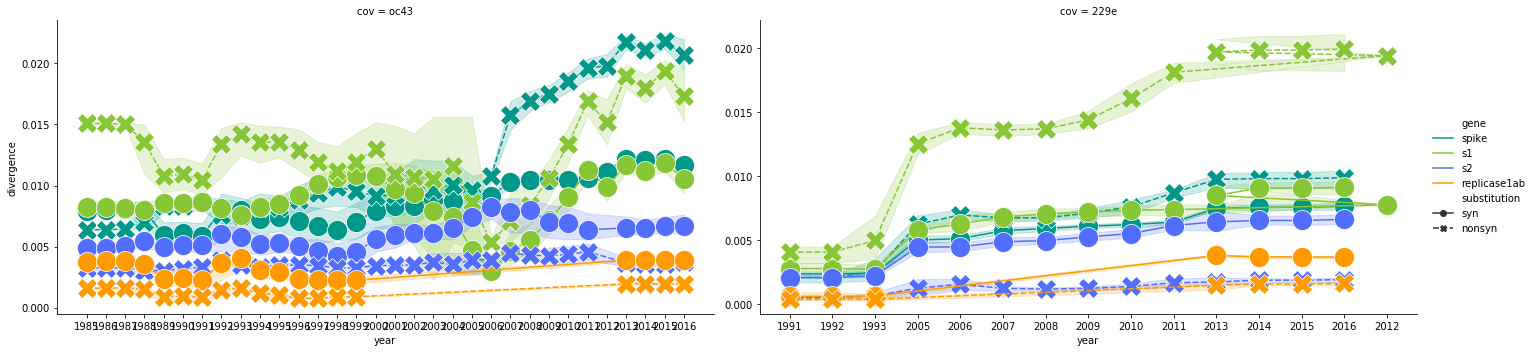 cov = oc43
0.020
0.015
0.010
0.005
0.000
divergence
1985 1986 1987 1988 1989 1990 1991 1992 1993 1994 1995 1996 1997 1998 1999 2000 2001 2002 2003 2004 2005 2006 2007 2008 2009 2010 2011 2012 2013 2014 2015 2016
year
cov = 229e
0.020
0.015
0.010
0.005
0.000
1991 1992 1993 2005 2006 2007 2008 2009 2010 2011 2013 2014 2015 2016 2012
year
gene
spike
s1
s2
replicase1ab
substitution
syn
nonsyn